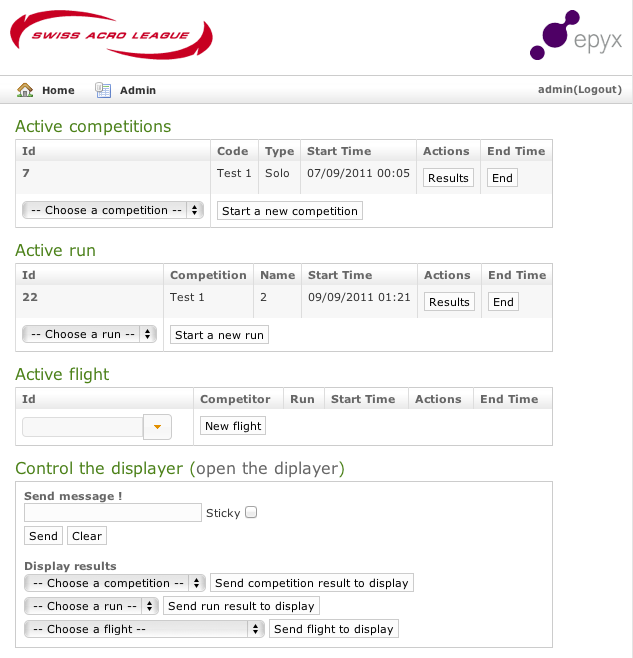 SWISS ACRO LEAGUE
epyx
Home Admin admin(Logout)
Active competitions
Id Code Type Start Time Actions End Time
7 Test 1 Solo 07/09/2011 00:05 Results End
-- Choose a competition -- Start a new competition
Active run
Id Competition Name Start Time Actions End Time
22 Test 1 2 09/09/2011 01:21 Results End
-- Choose a run -- Start a new run
Active flight
Id Competitor Run Start Time Actions End Time
New flight
Control the displayer (open the diplayer)
Send message !
Sticky
Send Clear
Display results
-- Choose a competition -- Send competition result to display
-- Choose a run -- Send run result to display
-- Choose a flight -- Send flight to display